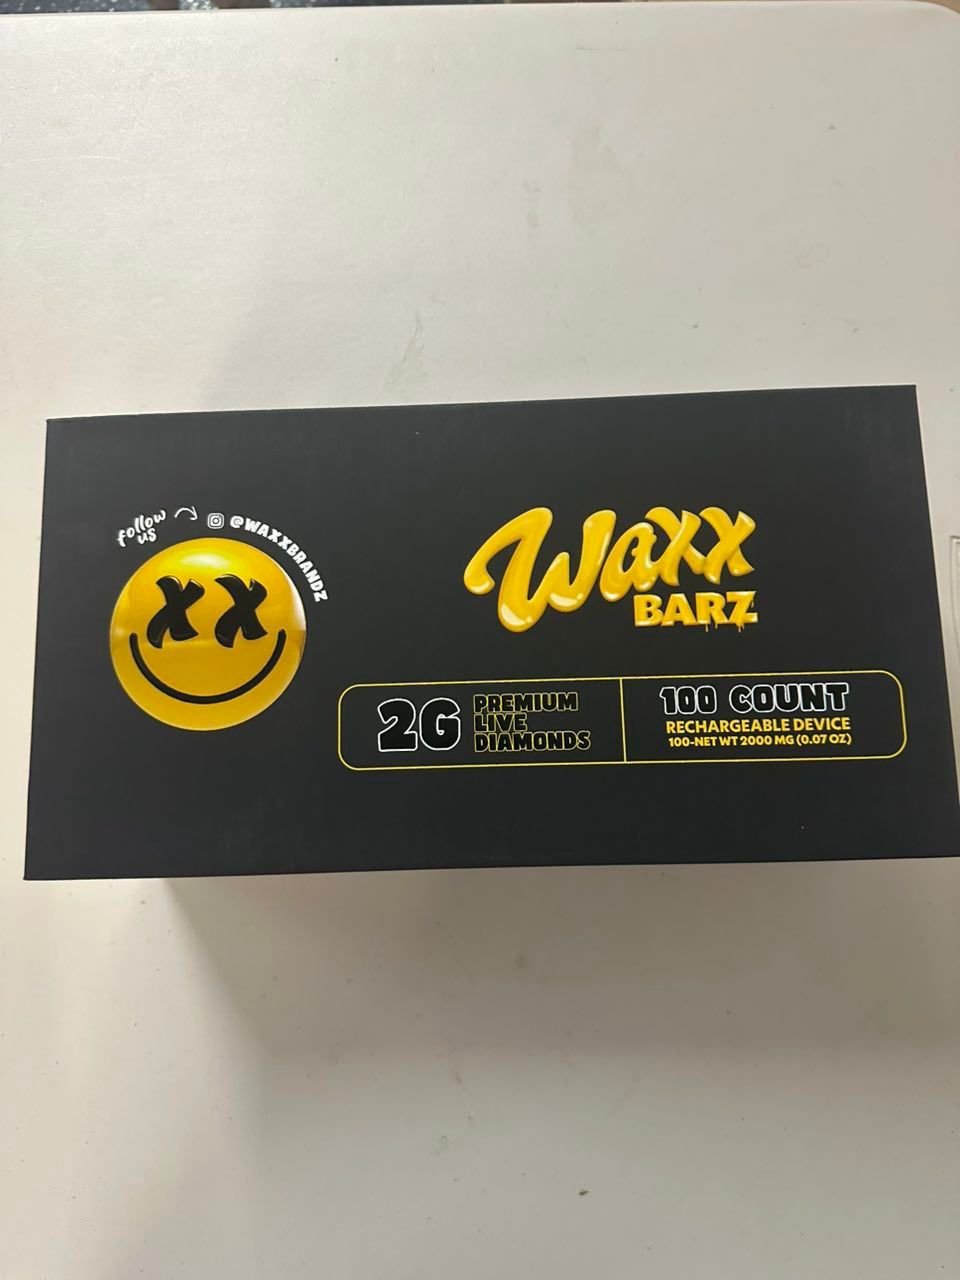 follow
us
@WAXXBRANDZ
Waxx
BARZ
2G
PREMIUM
LIVE
DIAMONDS
100 COUNT
RECHARGEABLE DEVICE
100-NET WT 2000 MG (0.07 OZ)